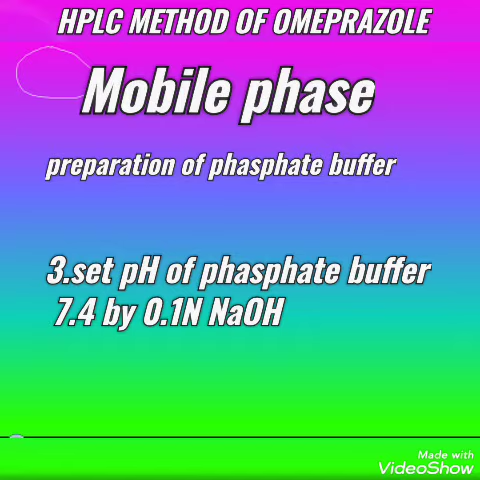 HPLC METHOD OF OMEPRAZOLE
Mobile phase
preparation of phasphate buffer
3.set pH of phasphate buffer
7.4 by 0.1N NaOH
Made with
VideoShow